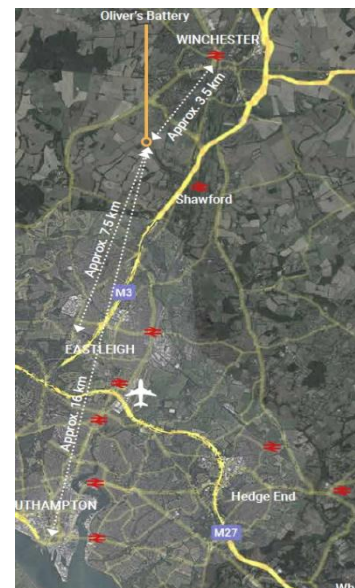 Oliver's Battery
WINCHESTER
Approx. 3.5 km
Shawford
Approx. 7.5 km
M3
EASTLEIGH
Approx. 16 km
Hedge End
UTHAMPTON
M27
Wh